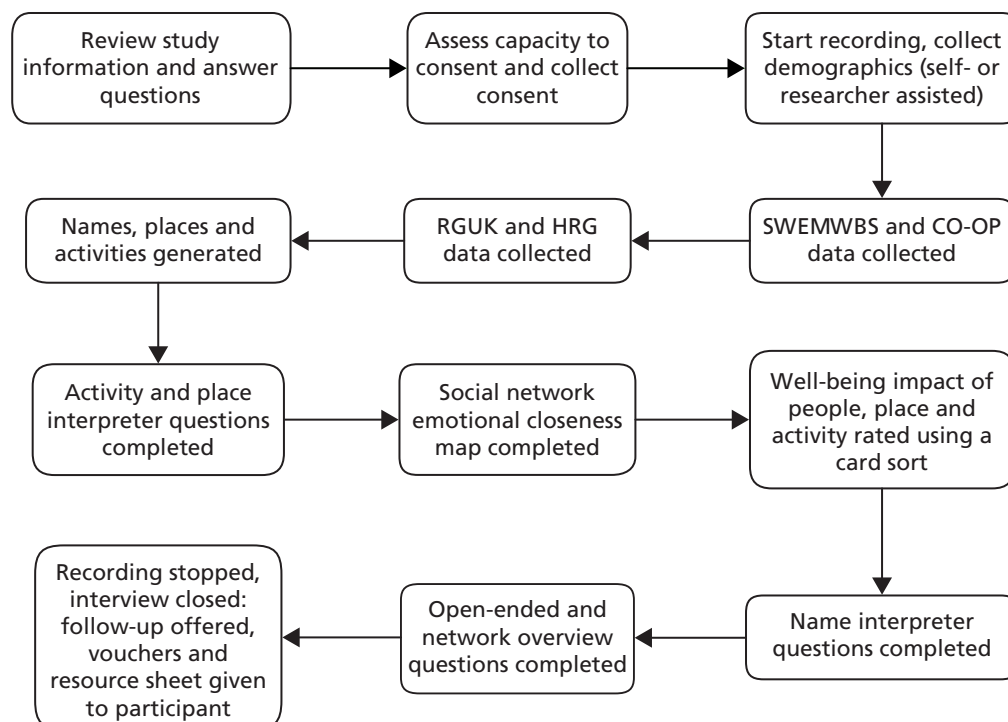 Review study
information and answer
questions
Assess capacity to
consent and collect
consent
Start recording, collect
demographics (self- or
researcher assisted)
SWEMWBS and CO-OP
data collected
RGUK and HRG
data collected
Names, places and
activities generated
Activity and place
interpreter questions
completed
Social network
emotional closeness
map completed
Well-being impact of
people, place and
activity rated using a
card sort
Name interpreter
questions completed
Open-ended and
network overview
questions completed
Recording stopped,
interview closed:
follow-up offered,
vouchers and
resource sheet given
to participant